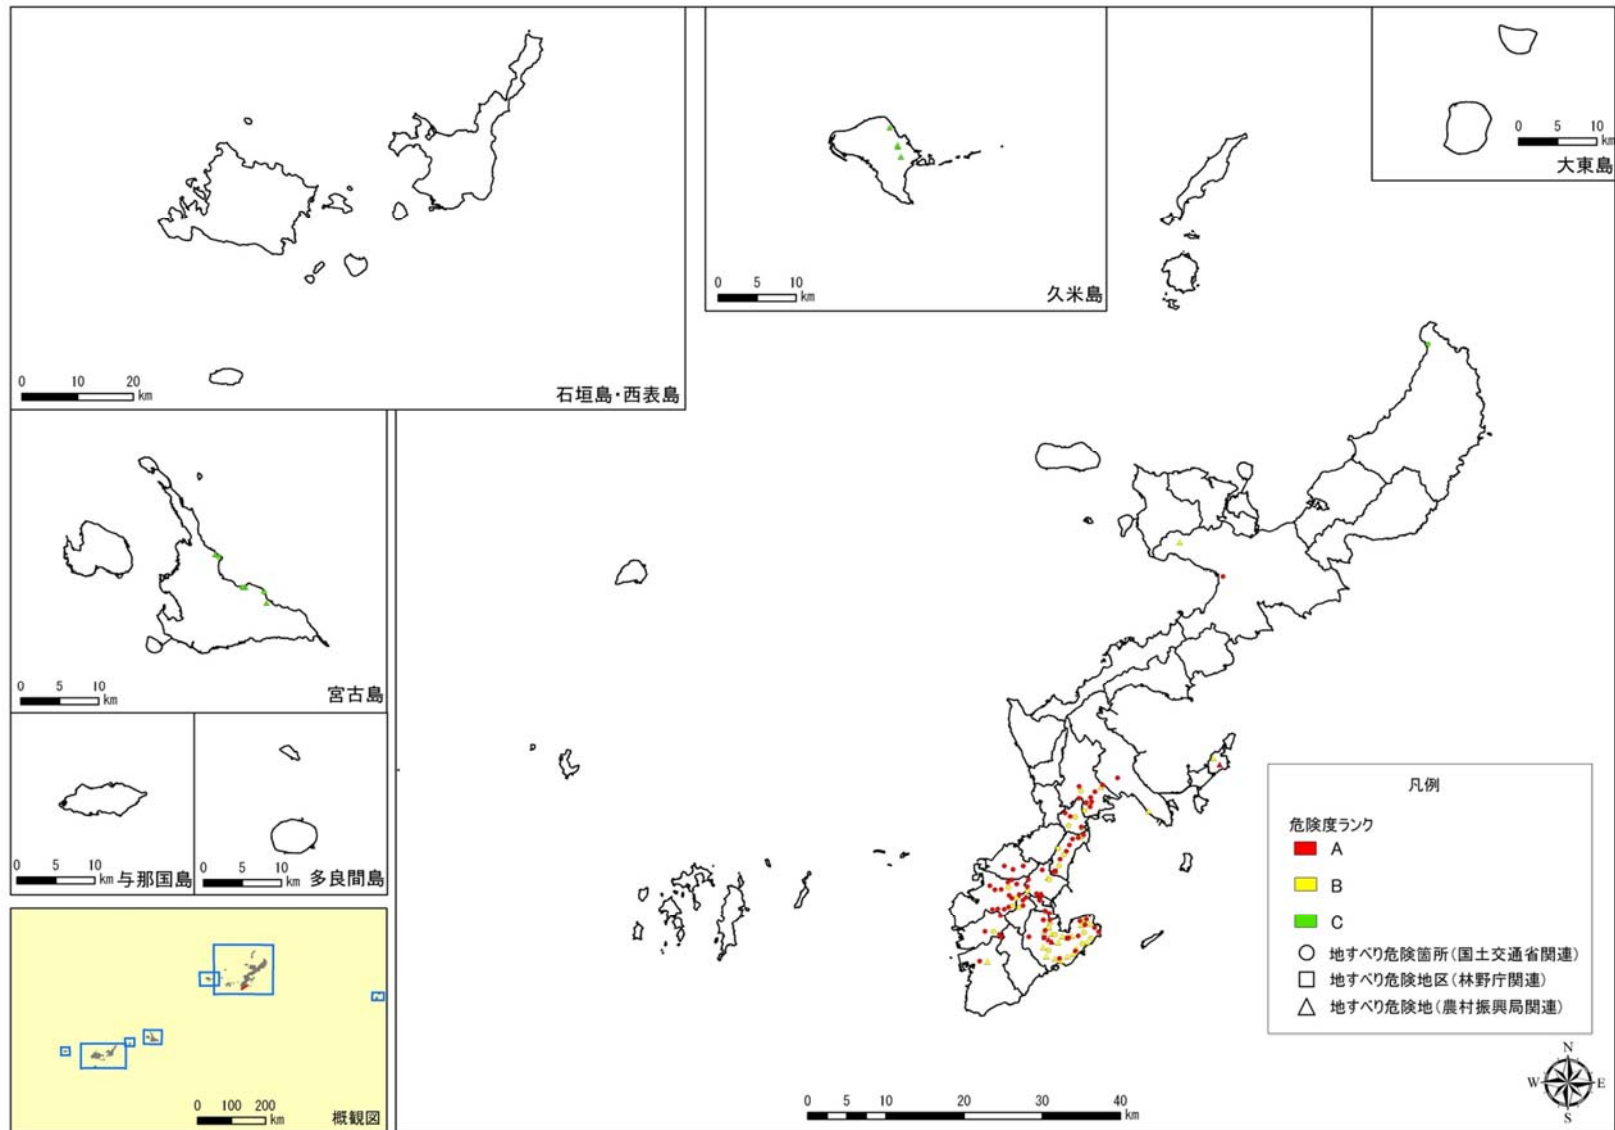 0 10 20 km
石垣島・西表島
0 5 10 km
久米島
0 5 10 km
大東島
0 5 10 km
宮古島
0 5 10 km
与那国島
0 5 10 km
多良間島
0 100 200 km
概観図
凡例
危険度ランク
A
B
C
地すべり危険箇所(国土交通省関連)
地すべり危険地区(林野庁関連)
地すべり危険地(農村振興局関連)
N
W E
S
0 5 10 20 30 40 km